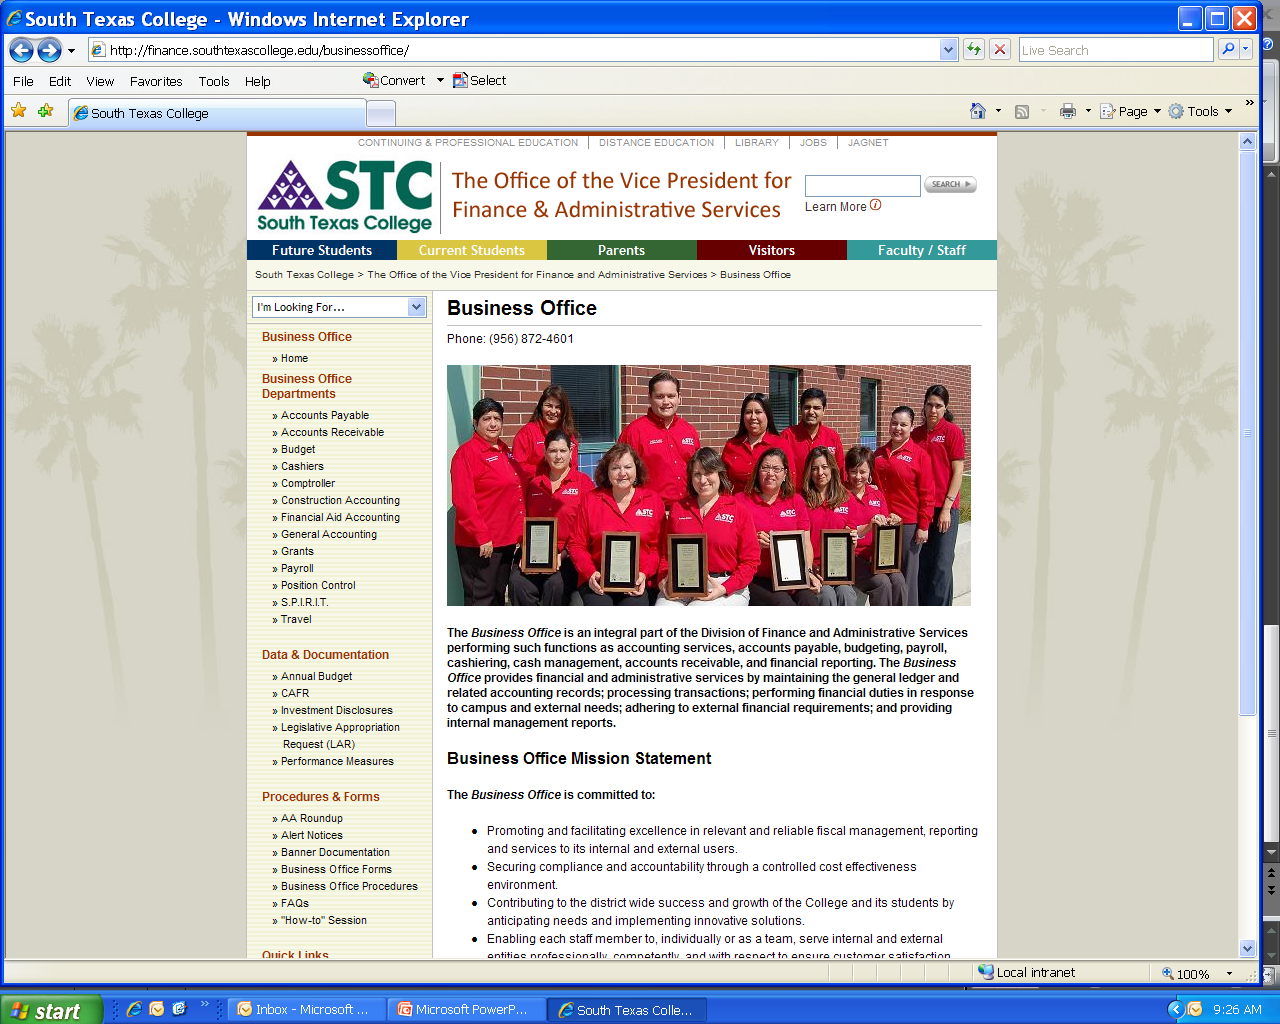 South Texas College - Windows Internet Explorer
http://finance.southtexascollege.edu/businessoffice/
Live Search
File Edit View Favorites Tools Help
Convert Select
South Texas College
Page Tools »
CONTINUING & PROFESSIONAL EDUCATION DISTANCE EDUCATION LIBRARY JOBS JAGNET
STC
South Texas College
The Office of the Vice President for
Finance & Administrative Services
SEARCH
Learn More
Future Students Current Students Parents Visitors Faculty / Staff
South Texas College > The Office of the Vice President for Finance and Administrative Services > Business Office
I'm Looking For...
Business Office
» Home
Business Office
Departments
» Accounts Payable
» Accounts Receivable
» Budget
» Cashiers
» Comptroller
» Construction Accounting
» Financial Aid Accounting
» General Accounting
» Grants
» Payroll
» Position Control
» S.P.I.R.I.T.
» Travel
Data & Documentation
» Annual Budget
» CAFR
» Investment Disclosures
» Legislative Appropriation
Request (LAR)
» Performance Measures
Procedures & Forms
» AA Roundup
» Alert Notices
» Banner Documentation
» Business Office Forms
» Business Office Procedures
» FAQs
» "How-to" Session
Quick Links
Business Office
Phone: (956) 872-4601
STC
STC
The Business Office is an integral part of the Division of Finance and Administrative Services
performing such functions as accounting services, accounts payable, budgeting, payroll,
cashiering, cash management, accounts receivable, and financial reporting. The Business
Office provides financial and administrative services by maintaining the general ledger and
related accounting records; processing transactions; performing financial duties in response
to campus and external needs; adhering to external financial requirements; and providing
internal management reports.
Business Office Mission Statement
The Business Office is committed to:
• Promoting and facilitating excellence in relevant and reliable fiscal management, reporting
and services to its internal and external users.
• Securing compliance and accountability through a controlled cost effectiveness
environment.
• Contributing to the district wide success and growth of the College and its students by
anticipating needs and implementing innovative solutions.
• Enabling each staff member to, individually or as a team, serve internal and external
entities professionally, competently, and with respect to ensure customer satisfaction
Local intranet
100%
start
»
Inbox - Microsoft ...
Microsoft PowerP...
South Texas Colle...
9:26 AM